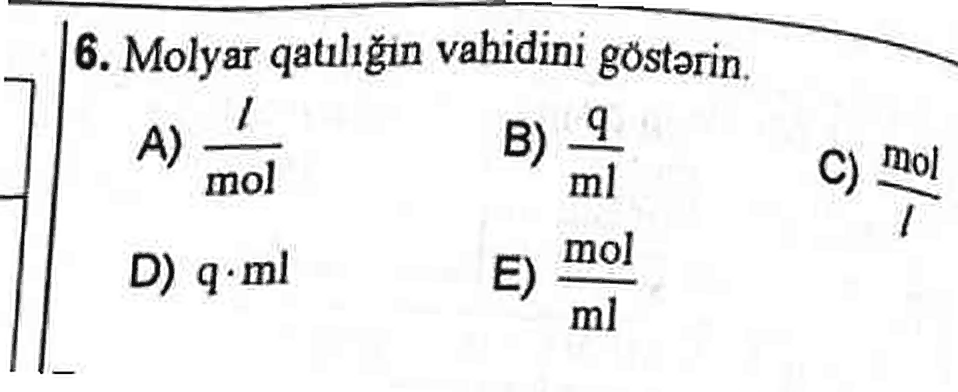 6. Molyar qatılığın vahidini göstərin.
A) l/mol B) q/ml C) mol/l
D) q·ml E) mol/ml